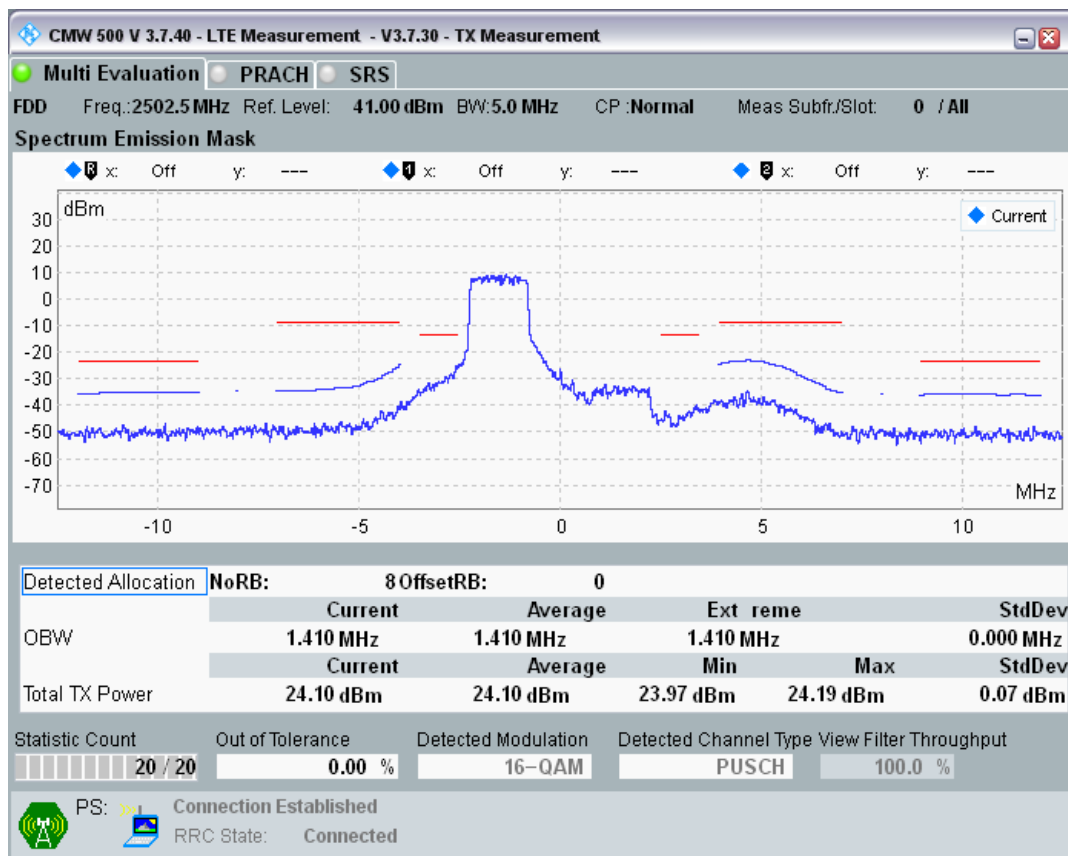 CMW 500 V 3.7.40 - LTE Measurement - V3.7.30 - TX Measurement
Multi Evaluation PRACH SRS
FDD Freq.:2502.5 MHz Ref. Level: 41.00 dBm BW:5.0 MHz CP :Normal Meas Subfr./Slot: 0 / All
Spectrum Emission Mask
R x: Off y: --- 1 x: Off y: --- 2 x: Off y: ---
dBm
Current
30
20
10
0
-10
-20
-30
-40
-50
-60
-70
MHz
-10 -5 0 5 10
Detected Allocation NoRB: 8 OffsetRB: 0
Current Average Ext reme StdDev
OBW 1.410 MHz 1.410 MHz 1.410 MHz 0.000 MHz
Current Average Min Max StdDev
Total TX Power 24.10 dBm 24.10 dBm 23.97 dBm 24.19 dBm 0.07 dBm
Statistic Count Out of Tolerance Detected Modulation Detected Channel Type View Filter Throughput
20 / 20 0.00 % 16-QAM PUSCH 100.0 %
PS: Connection Established
RRC State: Connected